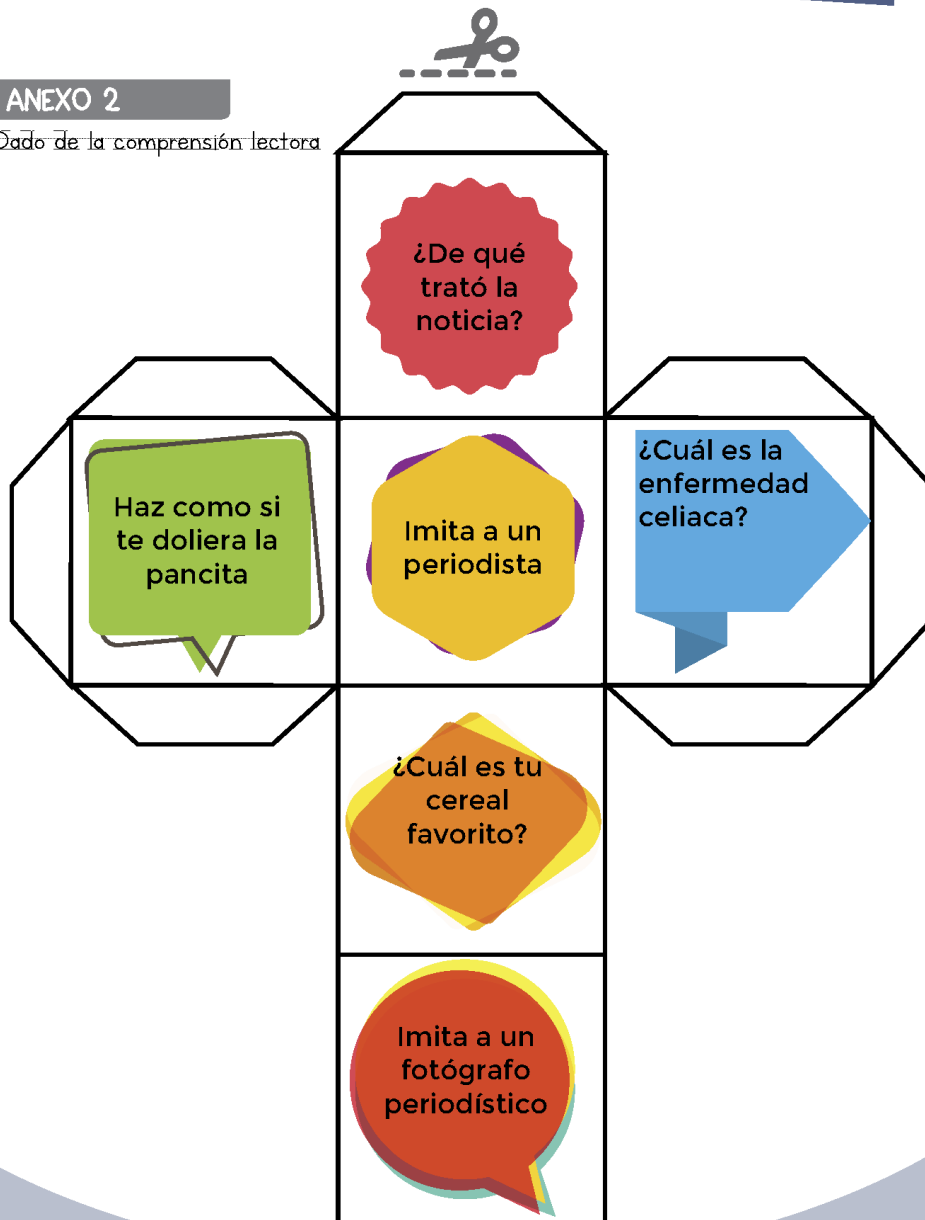 ANEXO 2
Dado de la comprensión lectora
¿De qué
trató la
noticia?
Haz como si
te doliera la
pancita
Imita a un
periodista
¿Cuál es la
enfermedad
celiaca?
¿Cuál es tu
cereal
favorito?
Imita a un
fotógrafo
periodístico